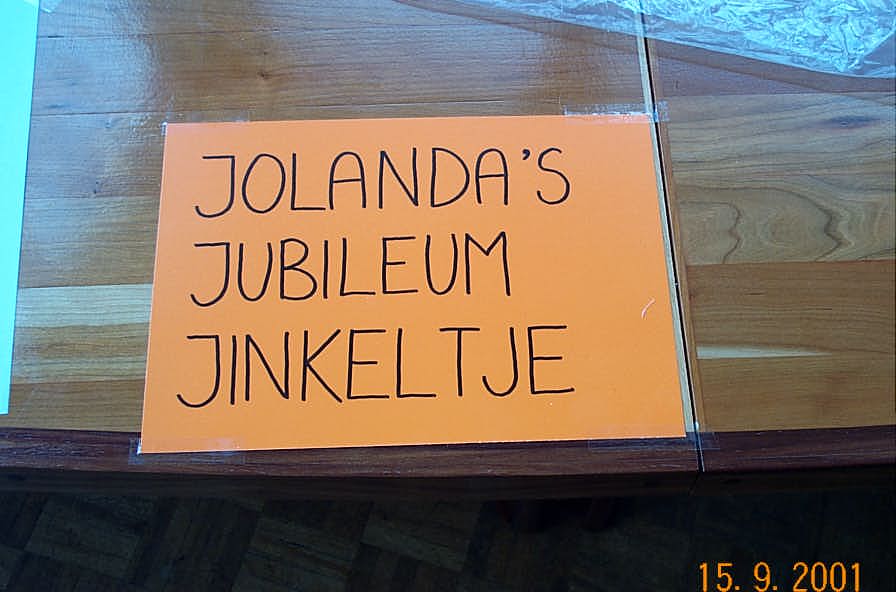 JOLANDA'S
JUBILEUM
JINKELTJE
15. 9. 2001